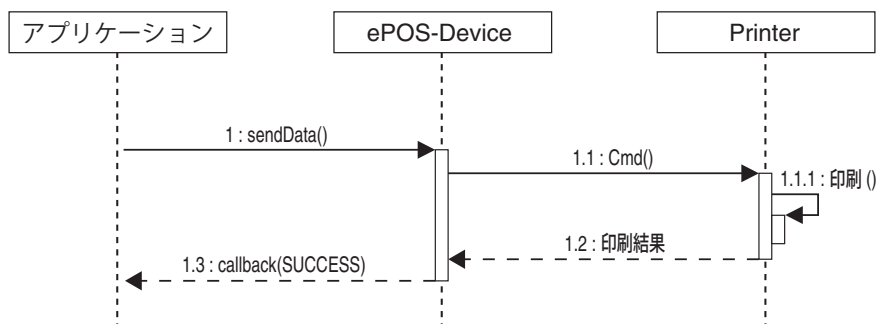 アプリケーション
ePOS-Device
Printer
1 : sendData()
1.1 : Cmd()
1.1.1 : 印刷 ()
1.2 : 印刷結果
1.3 : callback(SUCCESS)